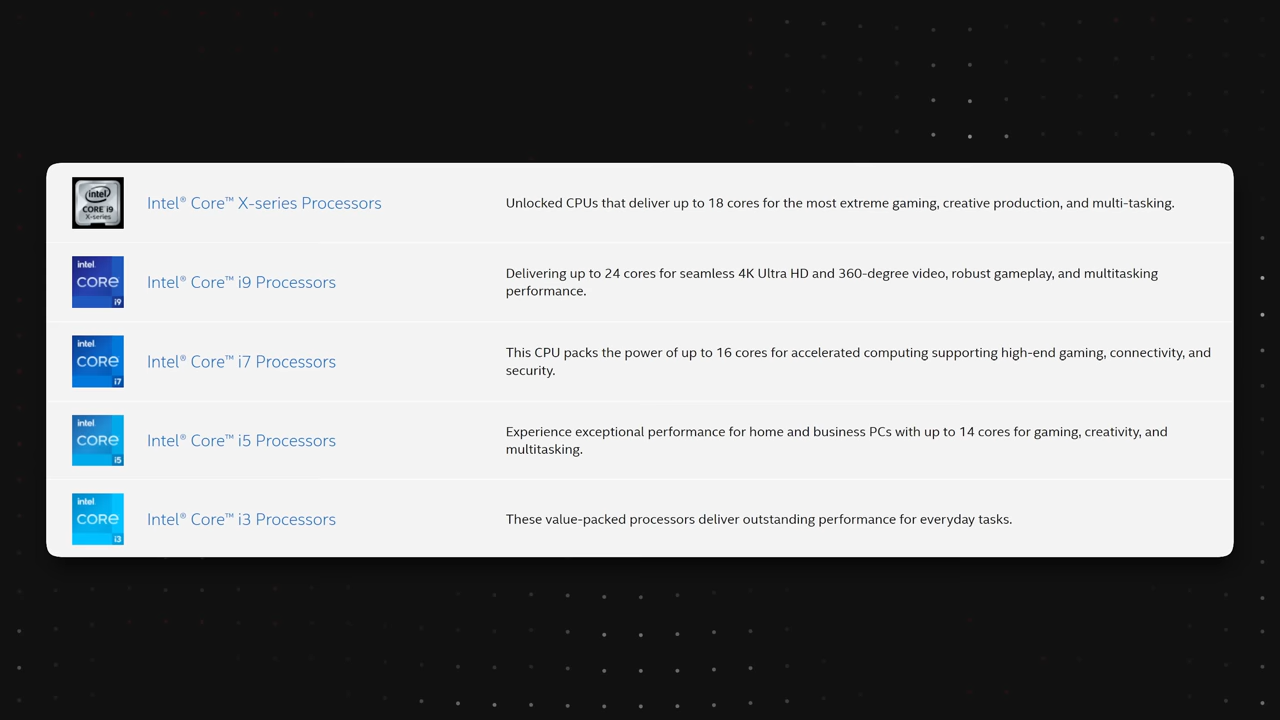 intel
CORE i9
X-series
Intel® Core™ X-series Processors
Unlocked CPUs that deliver up to 18 cores for the most extreme gaming, creative production, and multi-tasking.
intel
CORE
i9
Intel® Core™ i9 Processors
Delivering up to 24 cores for seamless 4K Ultra HD and 360-degree video, robust gameplay, and multitasking
performance.
intel
CORE
i7
Intel® Core™ i7 Processors
This CPU packs the power of up to 16 cores for accelerated computing supporting high-end gaming, connectivity, and
security.
intel
CORE
i5
Intel® Core™ i5 Processors
Experience exceptional performance for home and business PCs with up to 14 cores for gaming, creativity, and
multitasking.
intel
CORE
i3
Intel® Core™ i3 Processors
These value-packed processors deliver outstanding performance for everyday tasks.